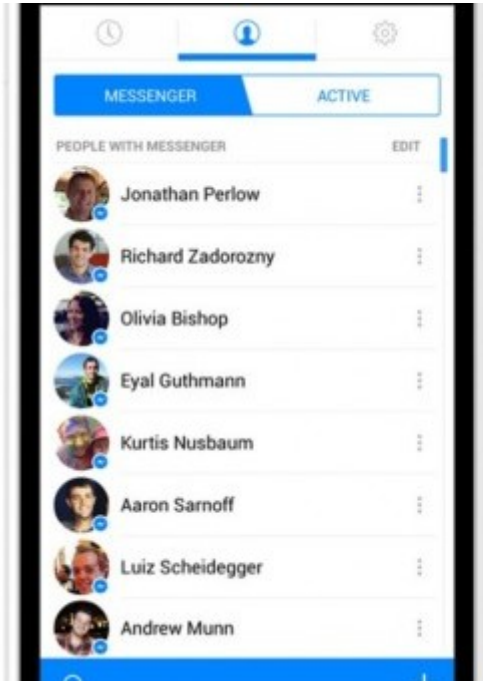 MESSENGER
ACTIVE
PEOPLE WITH MESSENGER EDIT
Jonathan Perlow
Richard Zadorozny
Olivia Bishop
Eyal Guthmann
Kurtis Nusbaum
Aaron Sarnoff
Luiz Scheidegger
Andrew Munn